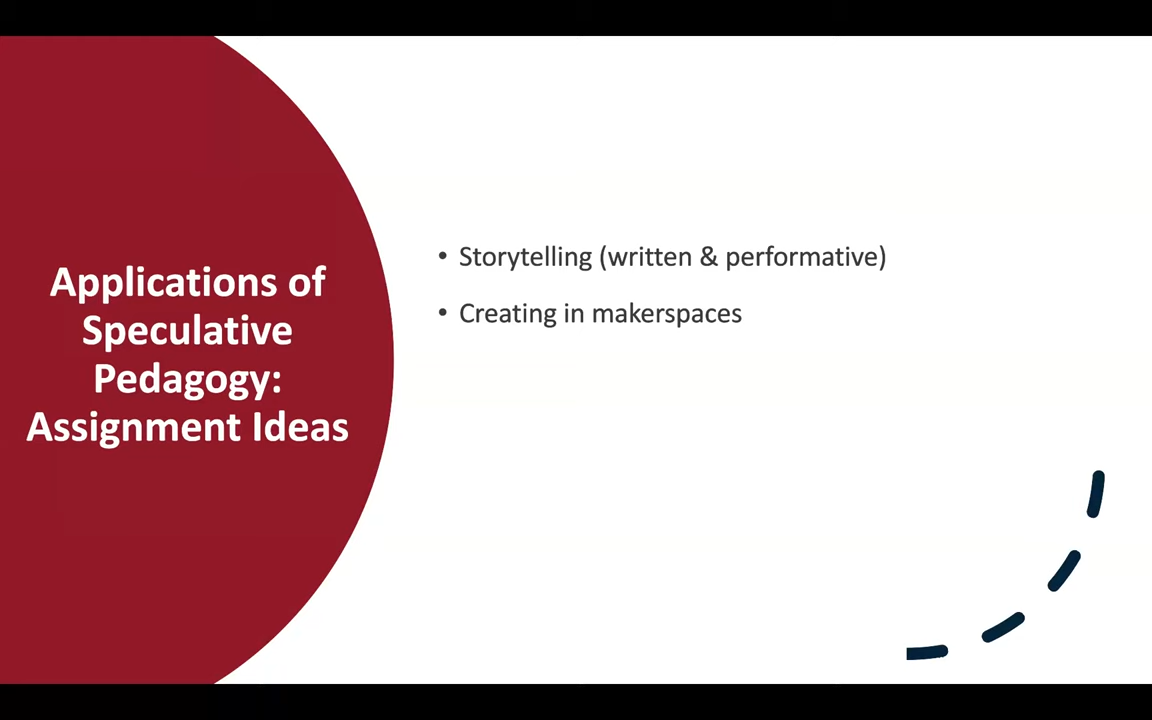 Applications of
Speculative
Pedagogy:
Assignment Ideas
• Storytelling (written & performative)
• Creating in makerspaces